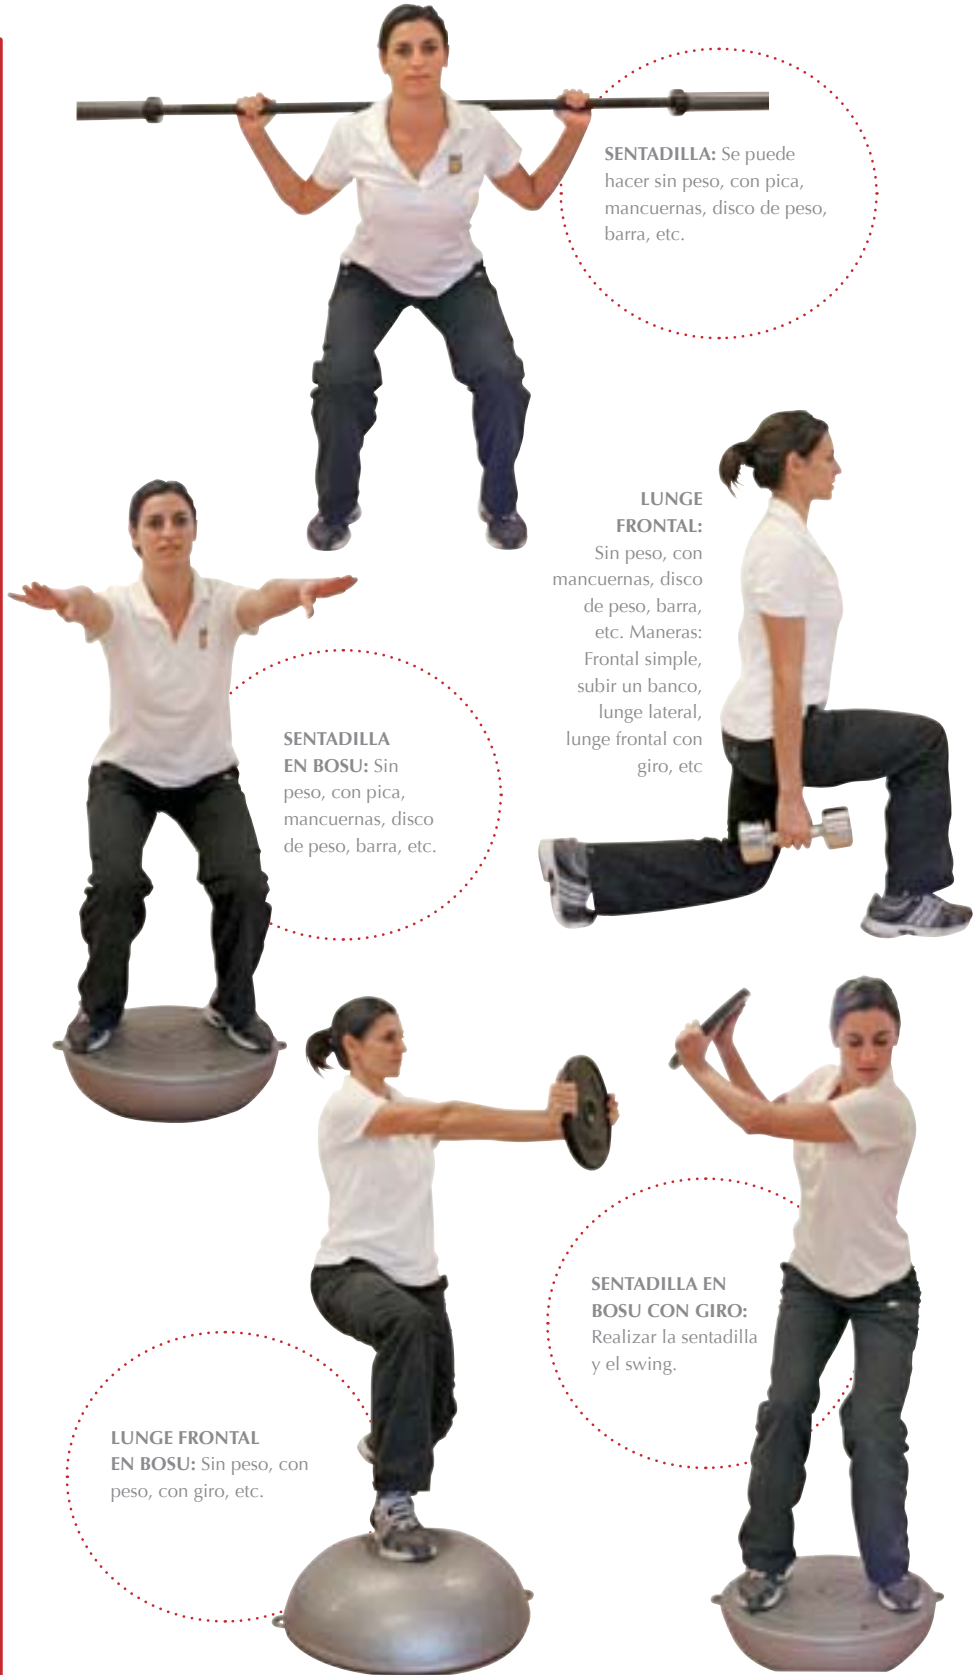 SENTADILLA: Se puede
hacer sin peso, con pica,
mancuernas, disco de peso,
barra, etc.
LUNGE
FRONTAL:
Sin peso, con
mancuernas, disco
de peso, barra,
etc. Maneras:
Frontal simple,
subir un banco,
lunge lateral,
lunge frontal con
giro, etc
SENTADILLA
EN BOSU: Sin
peso, con pica,
mancuernas, disco
de peso, barra, etc.
SENTADILLA EN
BOSU CON GIRO:
Realizar la sentadilla
y el swing.
LUNGE FRONTAL
EN BOSU: Sin peso, con
peso, con giro, etc.